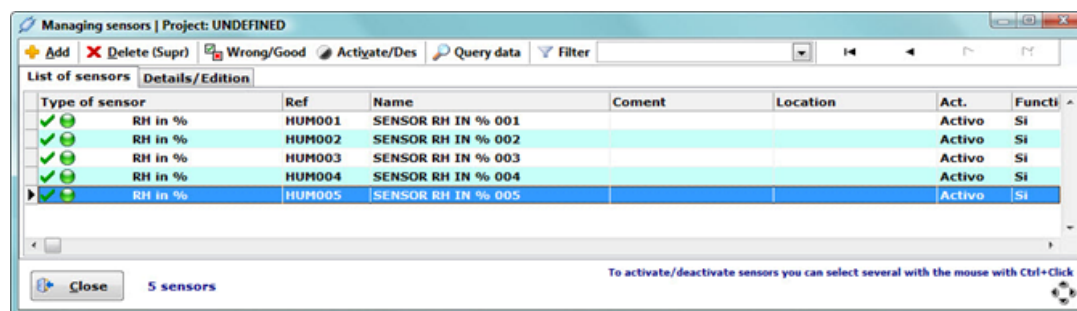 Managing sensors | Project: UNDEFINED
Add Delete (Supr) Wrong/Good Activate/Des Query data Filter
List of sensors Details/Edition
Type of sensor Ref Name Coment Location Act. Functi
RH in % HUM001 SENSOR RH IN % 001 Activo Si
RH in % HUM002 SENSOR RH IN % 002 Activo Si
RH in % HUM003 SENSOR RH IN % 003 Activo Si
RH in % HUM004 SENSOR RH IN % 004 Activo Si
RH in % HUM005 SENSOR RH IN % 005 Activo Si
To activate/deactivate sensors you can select several with the mouse with Ctrl+Click
Close 5 sensors